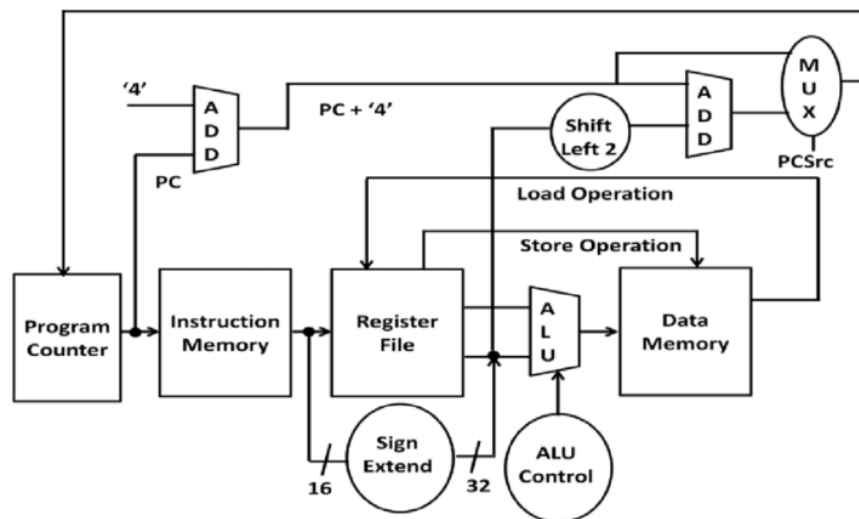 '4'
A
D
D
PC + '4'
PC
Shift
Left 2
A
D
D
M
U
X
PCSrc
Load Operation
Store Operation
Program
Counter
Instruction
Memory
Register
File
A
L
U
Data
Memory
Sign
Extend
16
32
ALU
Control